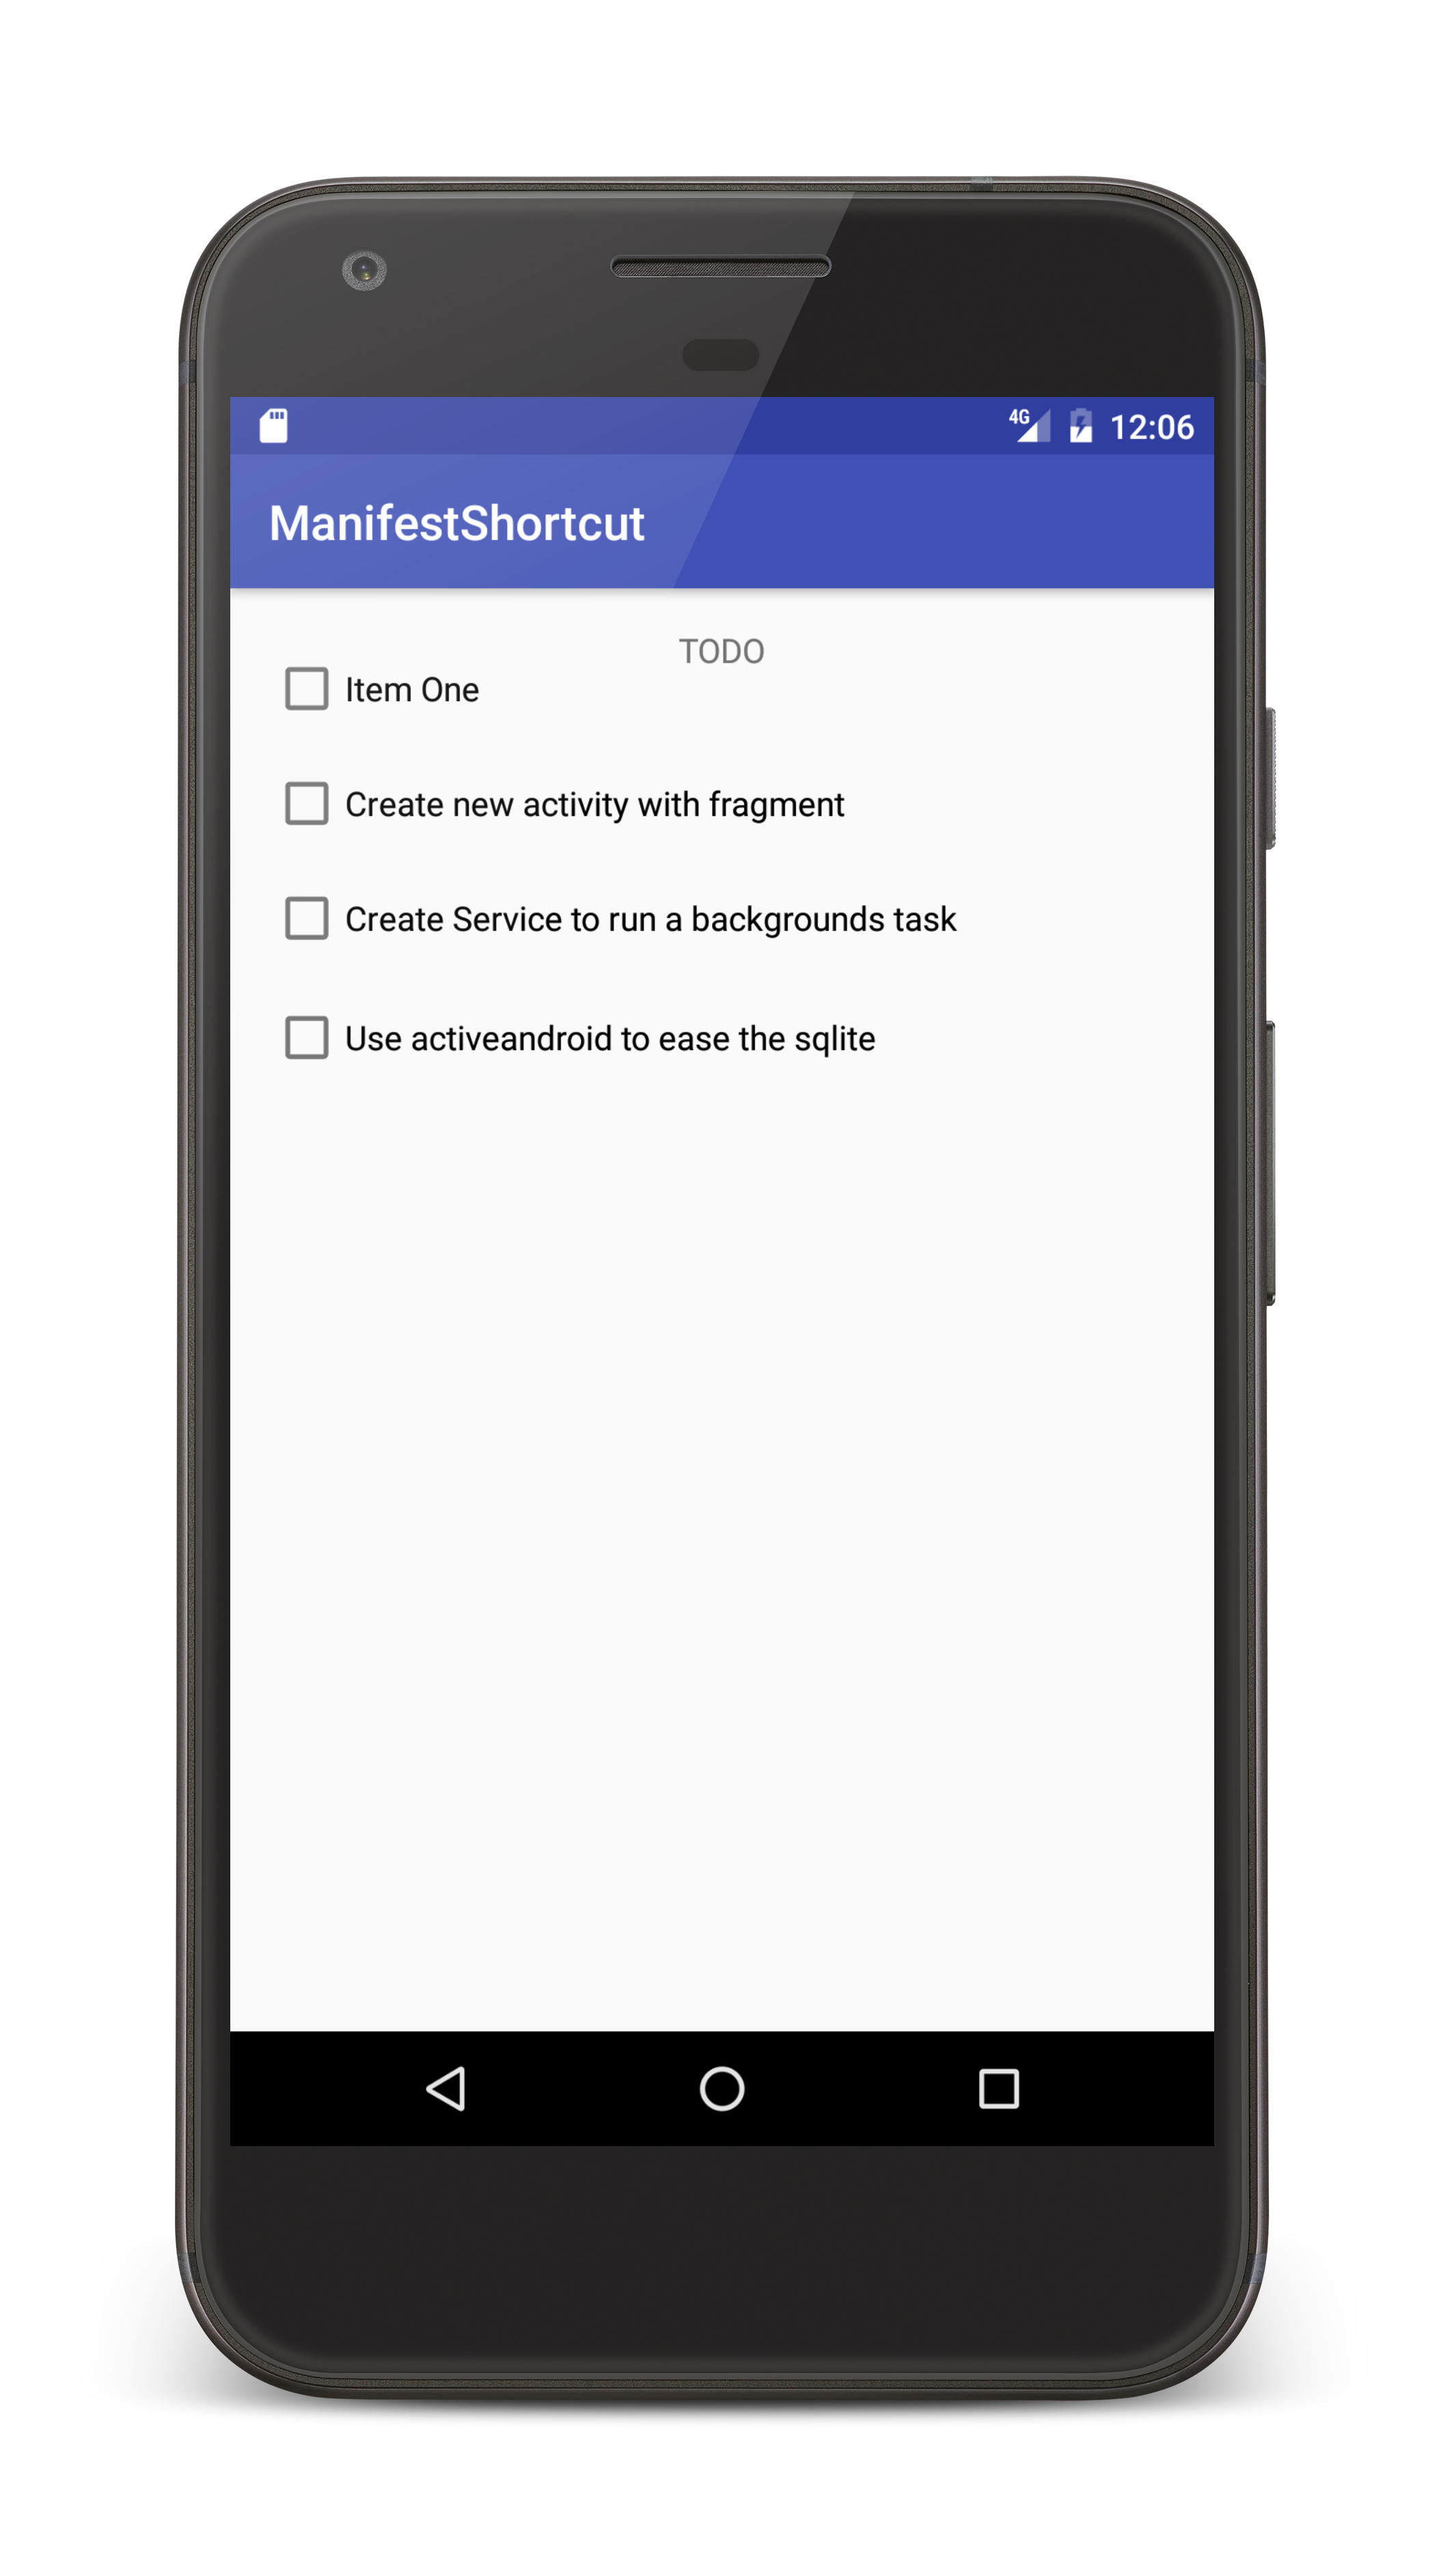 4G 12:06
ManifestShortcut
TODO
Item One
Create new activity with fragment
Create Service to run a backgrounds task
Use activeandroid to ease the sqlite